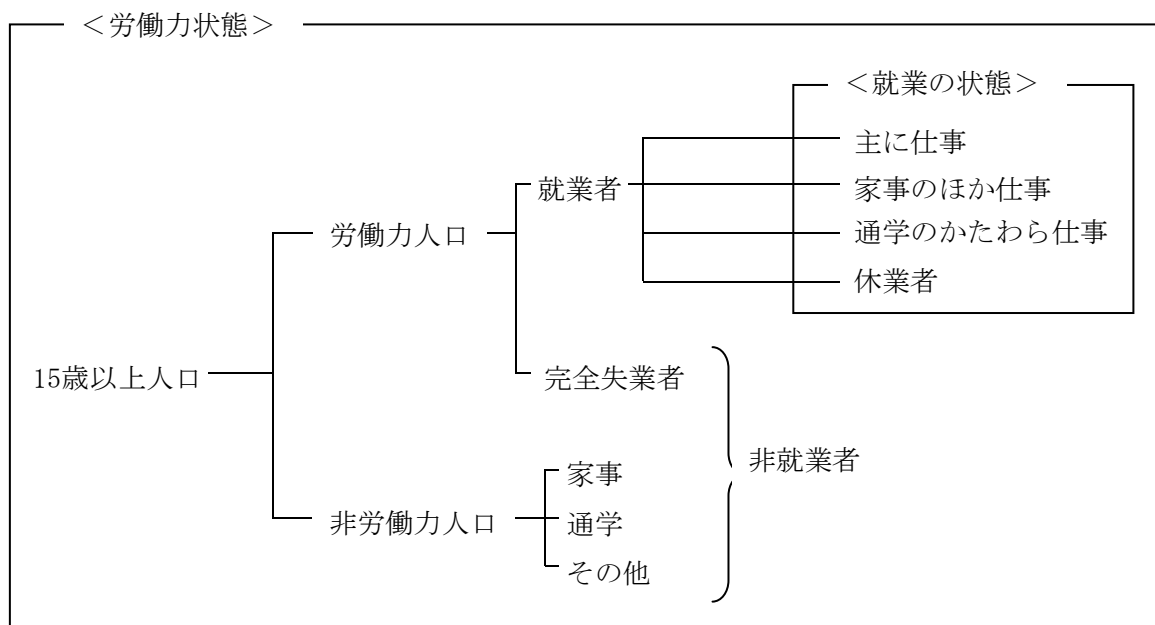 ＜労働力状態＞
＜就業の状態＞
主に仕事
就業者
家事のほか仕事
労働力人口
通学のかたわら仕事
休業者
15歳以上人口
完全失業者
非就業者
家事
非労働力人口
通学
その他